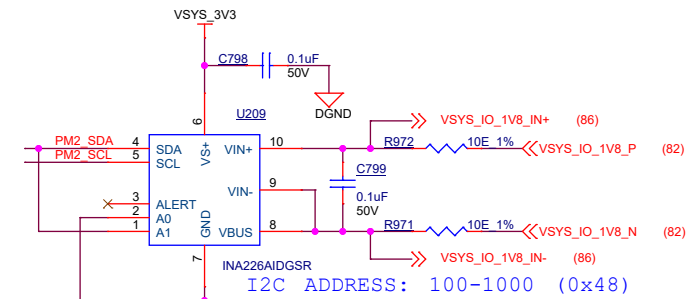 VSYS_3V3
C798
0.1uF
50V
DGND
U209
6
VS+
PM2_SDA
4
SDA
PM2_SCL
5
SCL
3
ALERT
2
A0
1
A1
GND
7
VIN+
10
VIN-
9
VBUS
8
INA226AIDGSR
C799
0.1uF
50V
VSYS_IO_1V8_IN+ (86)
R972
10E_1%
VSYS_IO_1V8_P (82)
R971
10E_1%
VSYS_IO_1V8_N (82)
VSYS_IO_1V8_IN- (86)
I2C ADDRESS: 100-1000 (0x48)